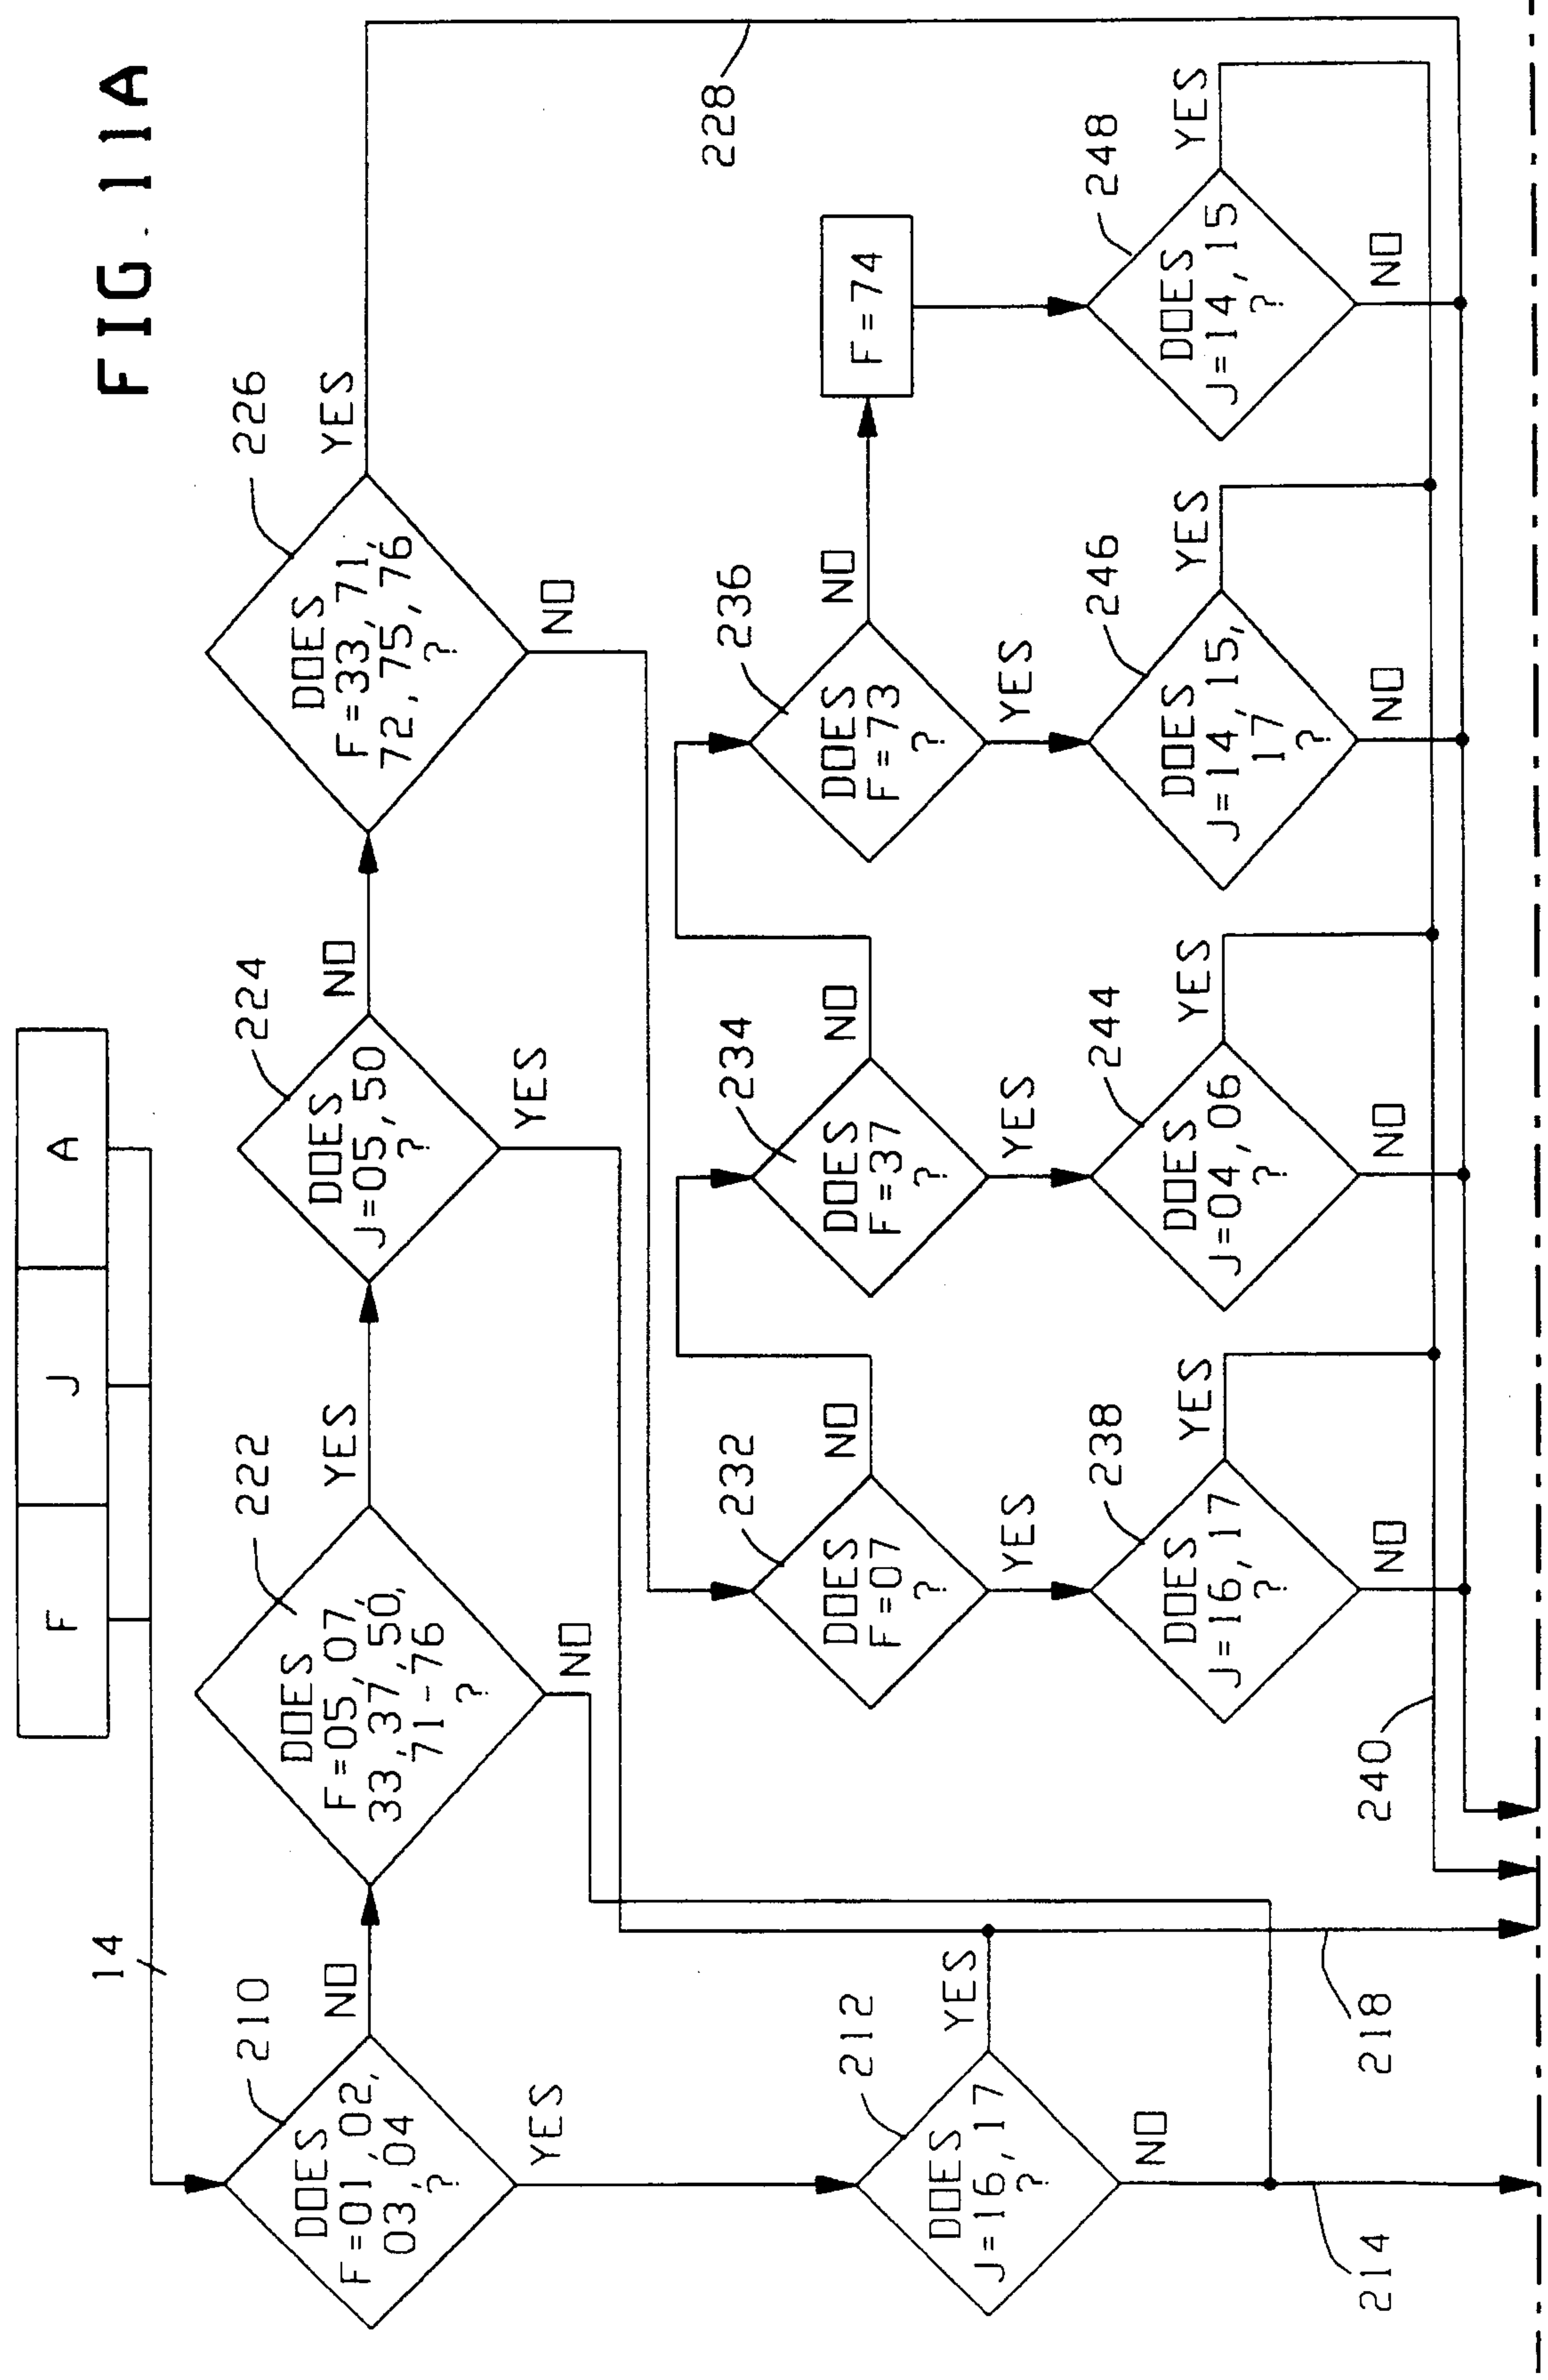 FIG. 11A
F
J
A
14
210
DOES
F=01,02,
03,04
?
NO
YES
222
DOES
F=05,07,
33,37,50,
71-76
?
YES
NO
224
DOES
J=05,50
?
NO
YES
226
DOES
F=33,71,
72,75,76
?
YES
NO
228
212
DOES
J=16,17
?
YES
NO
232
DOES
F=07
?
NO
YES
234
DOES
F=37
?
NO
YES
236
DOES
F=73
?
NO
YES
F=74
238
DOES
J=16,17
?
YES
NO
244
DOES
J=04,06
?
YES
NO
246
DOES
J=14,15,
17
?
YES
NO
248
DOES
J=14,15
?
YES
NO
214
218
240